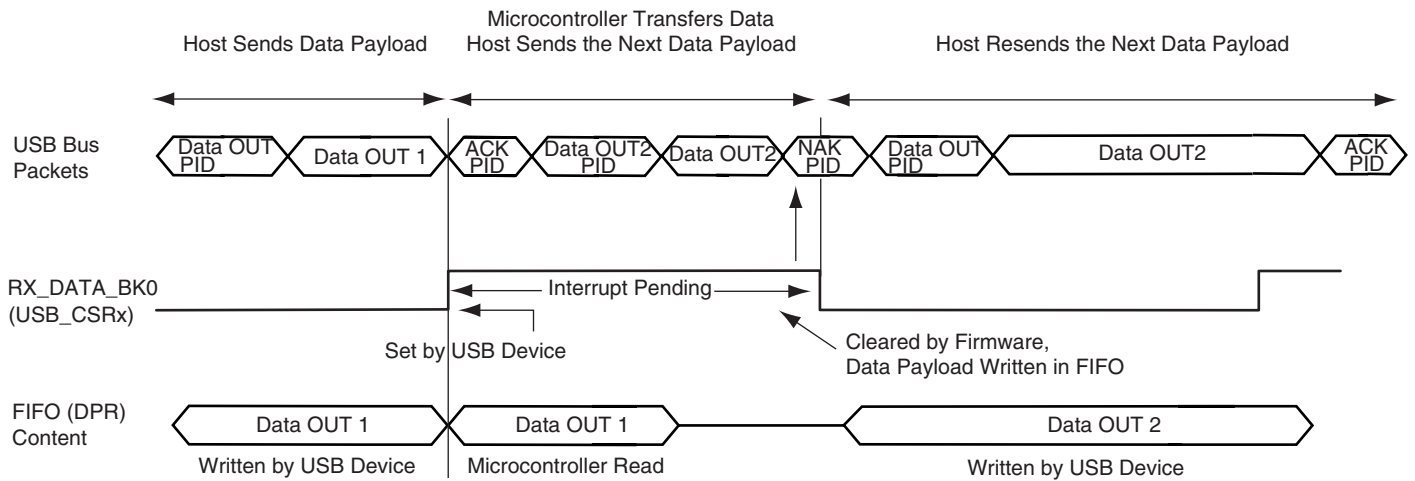 Host Sends Data Payload
Microcontroller Transfers Data
Host Sends the Next Data Payload
Host Resends the Next Data Payload
USB Bus
Packets
Data OUT
PID
Data OUT 1
ACK
PID
Data OUT2
PID
Data OUT2
NAK
PID
Data OUT
PID
Data OUT2
ACK
PID
RX_DATA_BK0
(USB_CSRx)
Interrupt Pending
Set by USB Device
Cleared by Firmware,
Data Payload Written in FIFO
FIFO (DPR)
Content
Data OUT 1
Data OUT 1
Data OUT 2
Written by USB Device
Microcontroller Read
Written by USB Device